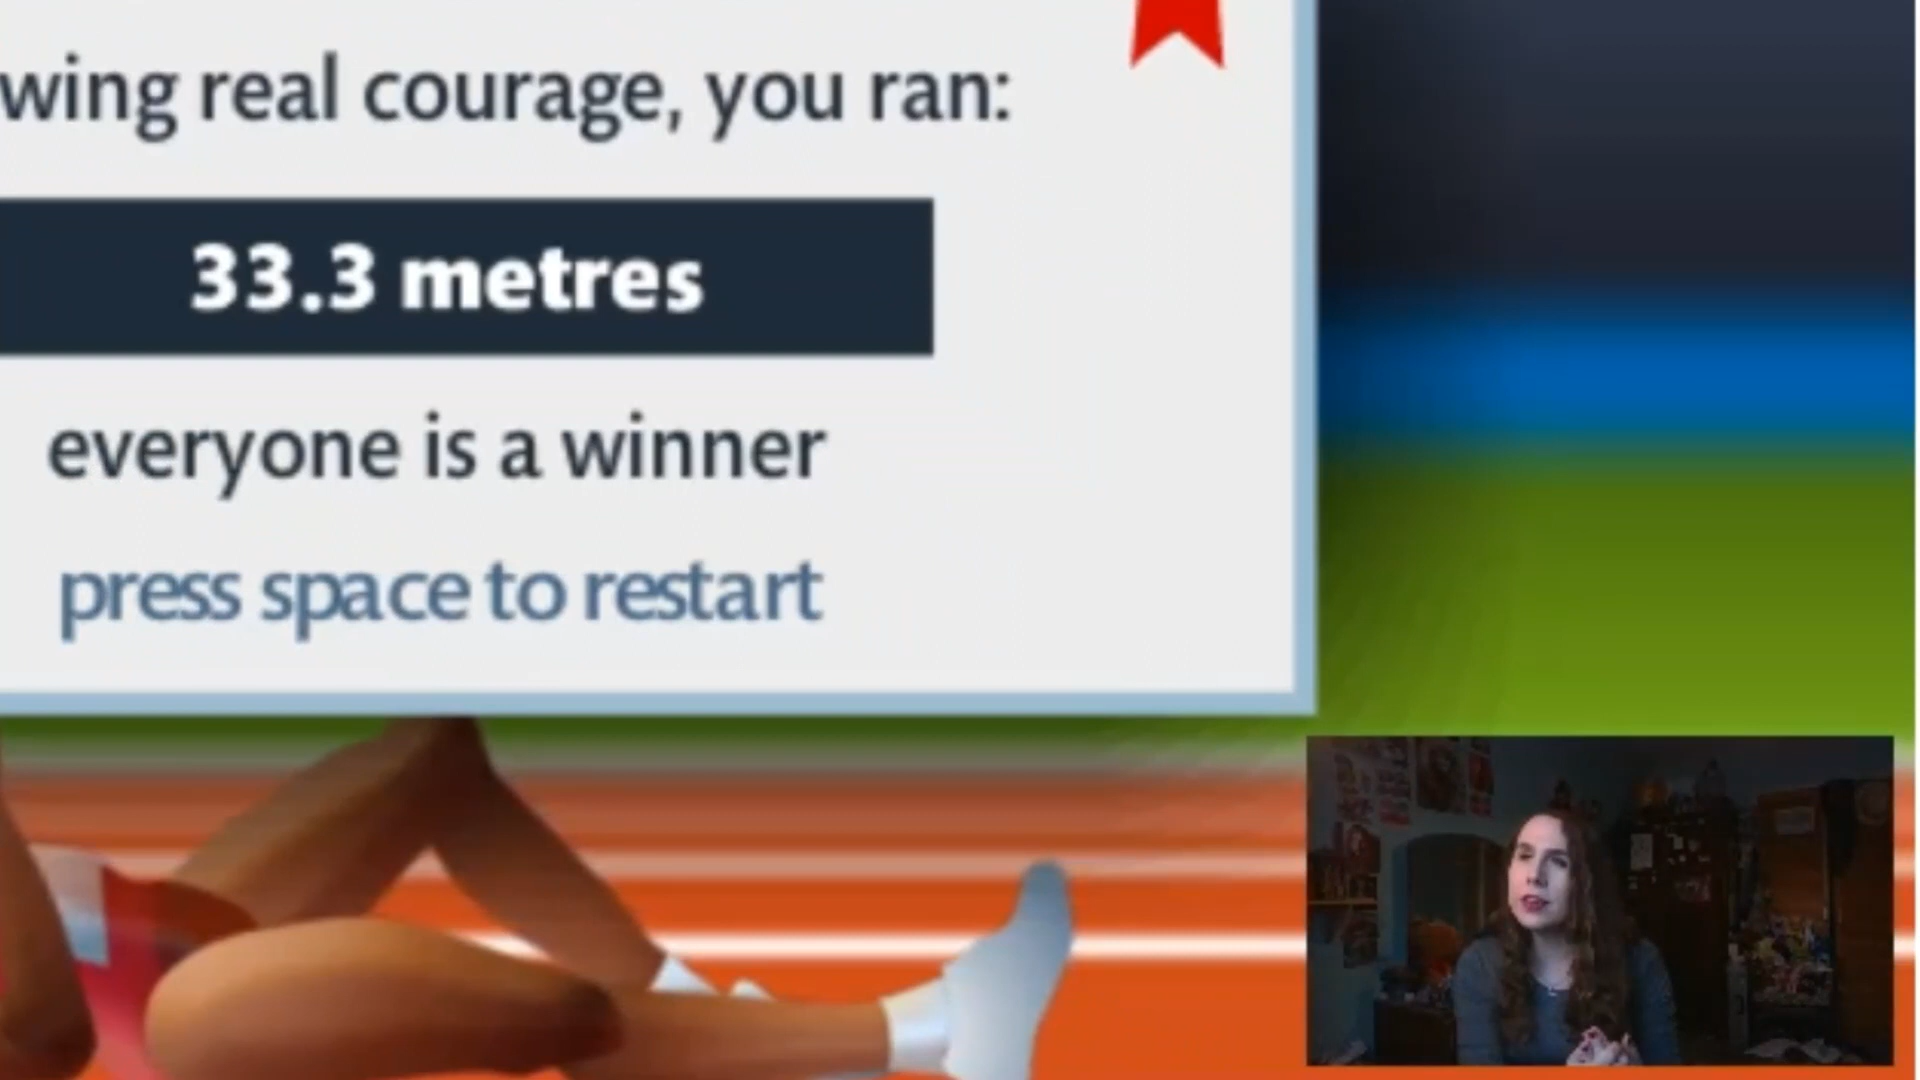 wing real courage, you ran:
33.3 metres
everyone is a winner
press space to restart